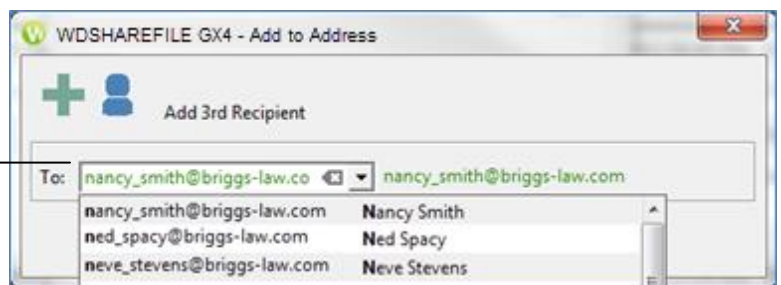 WDSHAREFILE GX4 - Add to Address
Add 3rd Recipient
To: nancy_smith@briggs-law.co nancy_smith@briggs-law.com
nancy_smith@briggs-law.com Nancy Smith
ned_spacy@briggs-law.com Ned Spacy
neve_stevens@briggs-law.com Neve Stevens